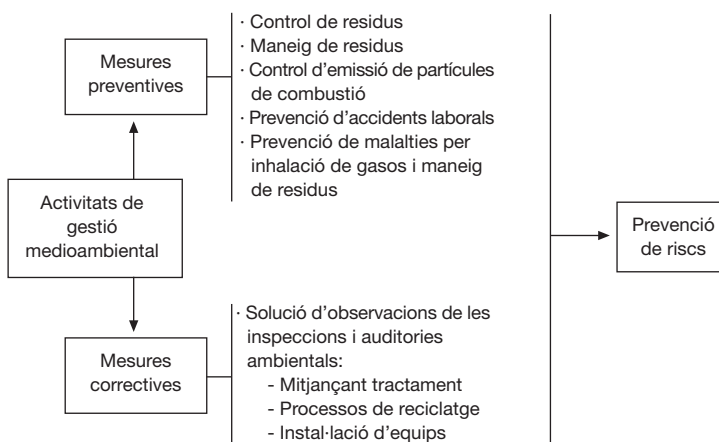 Activitats de
gestió
medioambiental
Mesures
preventives
· Control de residus
· Maneig de residus
· Control d'emissió de partícules
de combustió
· Prevenció d'accidents laborals
· Prevenció de malalties per
inhalació de gasos i maneig
de residus
Mesures
correctives
· Solució d'observacions de les
inspeccions i auditories
ambientals:
- Mitjançant tractament
- Processos de reciclatge
- Instal·lació d'equips
Prevenció
de riscs